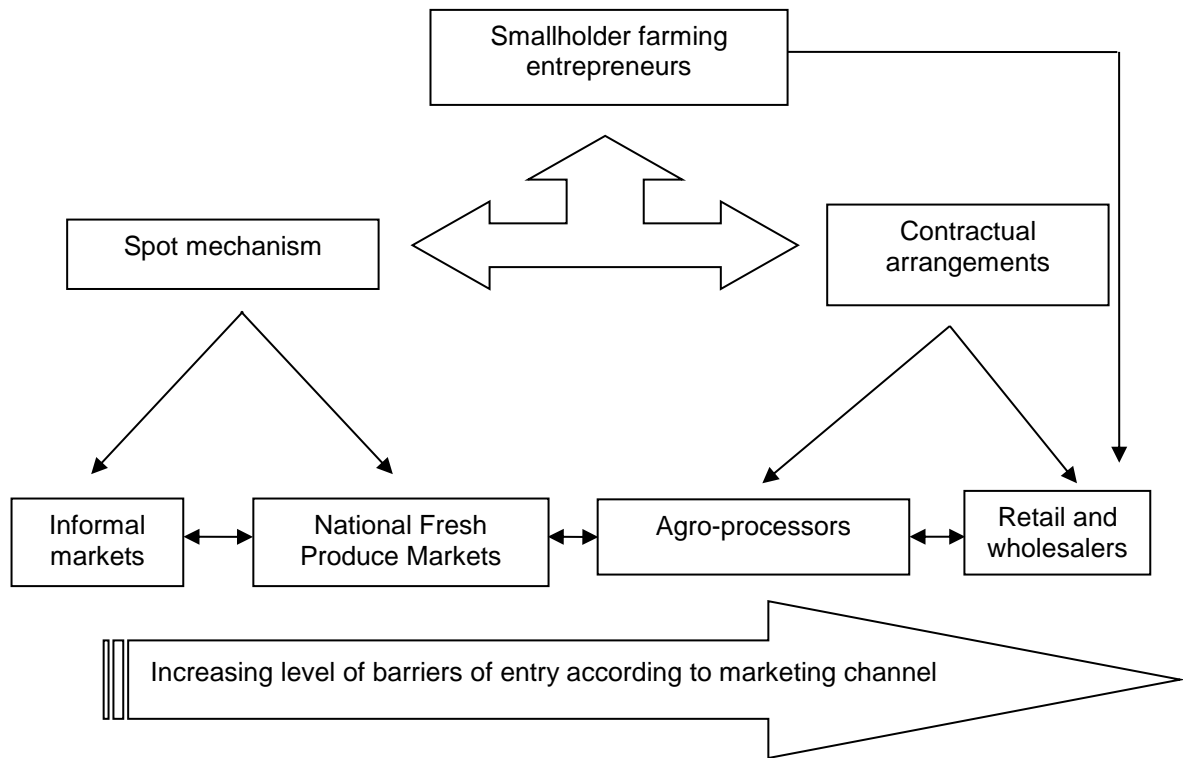 Smallholder farming
entrepreneurs
Spot mechanism
Contractual
arrangements
Informal
markets
National Fresh
Produce Markets
Agro-processors
Retail and
wholesalers
Increasing level of barriers of entry according to marketing channel